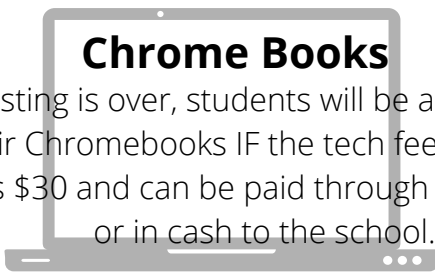 Chrome Books
sting is over, students will be a
ir Chromebooks IF the tech fee
s $30 and can be paid through
or in cash to the school.